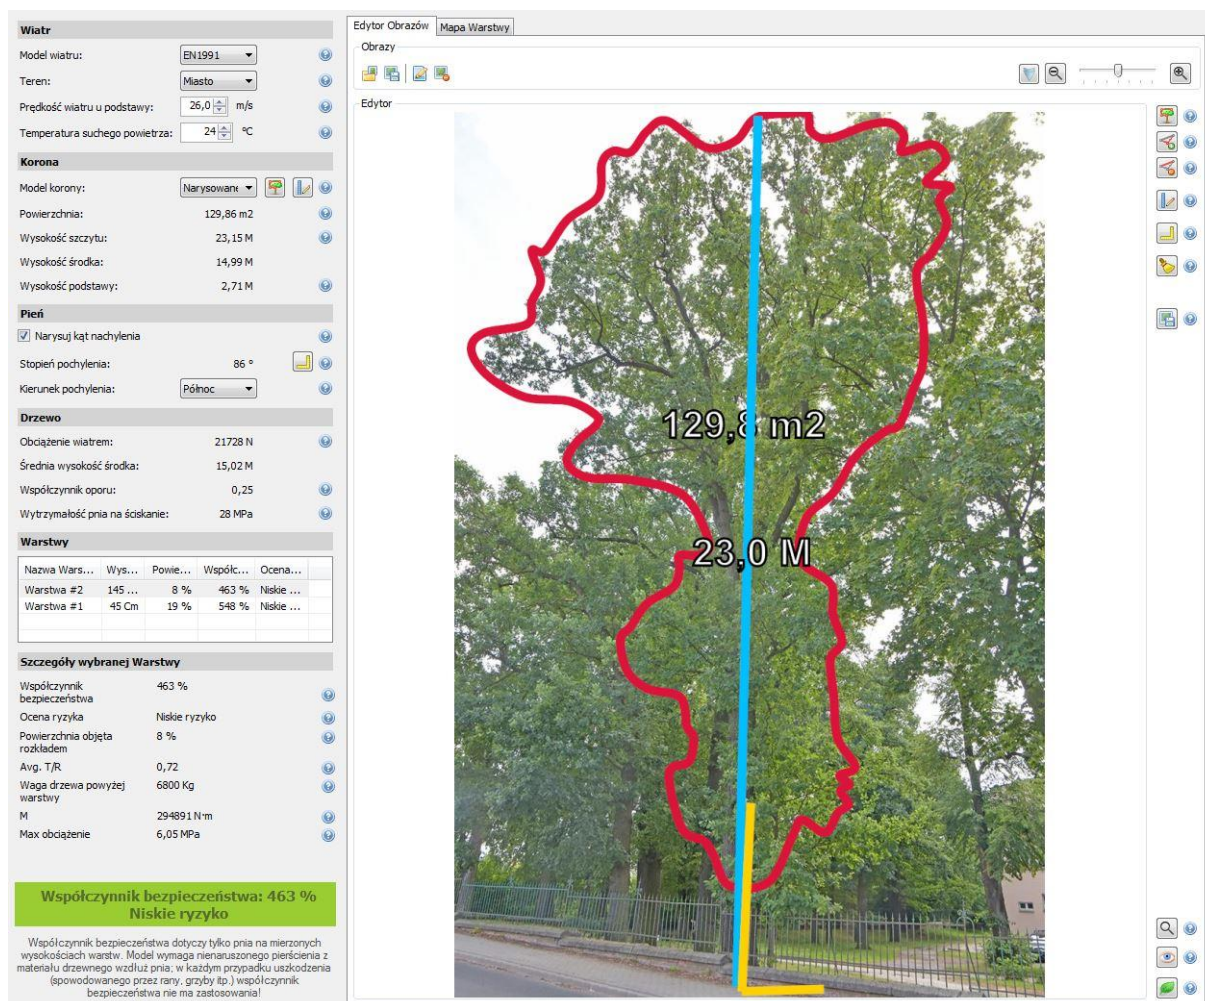 Wiatr
Model wiatru: EN1991
Teren: Miasto
Prędkość wiatru u podstawy: 26,0 m/s
Temperatura suchego powietrza: 24 °C
Korona
Model korony: Narysowane
Powierzchnia: 129,86 m2
Wysokość szczytu: 23,15 M
Wysokość środka: 14,99 M
Wysokość podstawy: 2,71 M
Pień
Narysuj kąt nachylenia
Stopień pochylenia: 86 °
Kierunek pochylenia: Północ
Drzewo
Obciążenie wiatrem: 21728 N
Średnia wysokość środka: 15,02 M
Współczynnik oporu: 0,25
Wytrzymałość pnia na ściskanie: 28 MPa
Warstwy
Nazwa Wars... Wys... Powie... Współc... Ocena...
Warstwa #2 145 ... 8 % 463 % Niskie ...
Warstwa #1 45 Cm 19 % 548 % Niskie ...
Szczegóły wybranej Warstwy
Współczynnik 463 %
bezpieczeństwa
Ocena ryzyka Niskie ryzyko
Powierzchnia objęta 8 %
rozkładem
Avg. T/R 0,72
Waga drzewa powyżej 6800 Kg
warstwy
M 294891 N·m
Max obciążenie 6,05 MPa
Współczynnik bezpieczeństwa: 463 %
Niskie ryzyko
Współczynnik bezpieczeństwa dotyczy tylko pnia na mierzonych
wysokościach warstw. Model wymaga nienaruszonego pierścienia z
materiału drzewnego wzdłuż pnia; w każdym przypadku uszkodzenia
(spowodowanego przez rany, grzyby itp.) współczynnik
bezpieczeństwa nie ma zastosowania!
Edytor Obrazów Mapa Warstwy
Obrazy
Edytor
129,8 m2
23,0 M